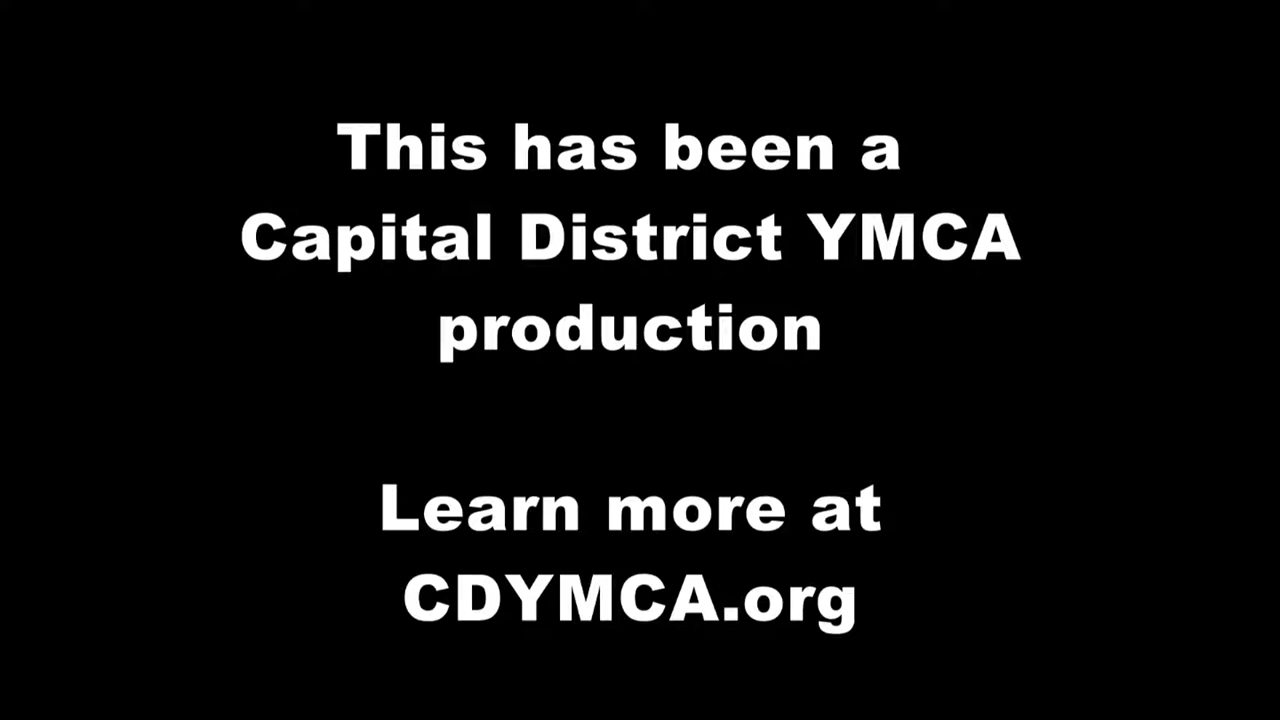 This has been a
Capital District YMCA
production
Learn more at
CDYMCA.org